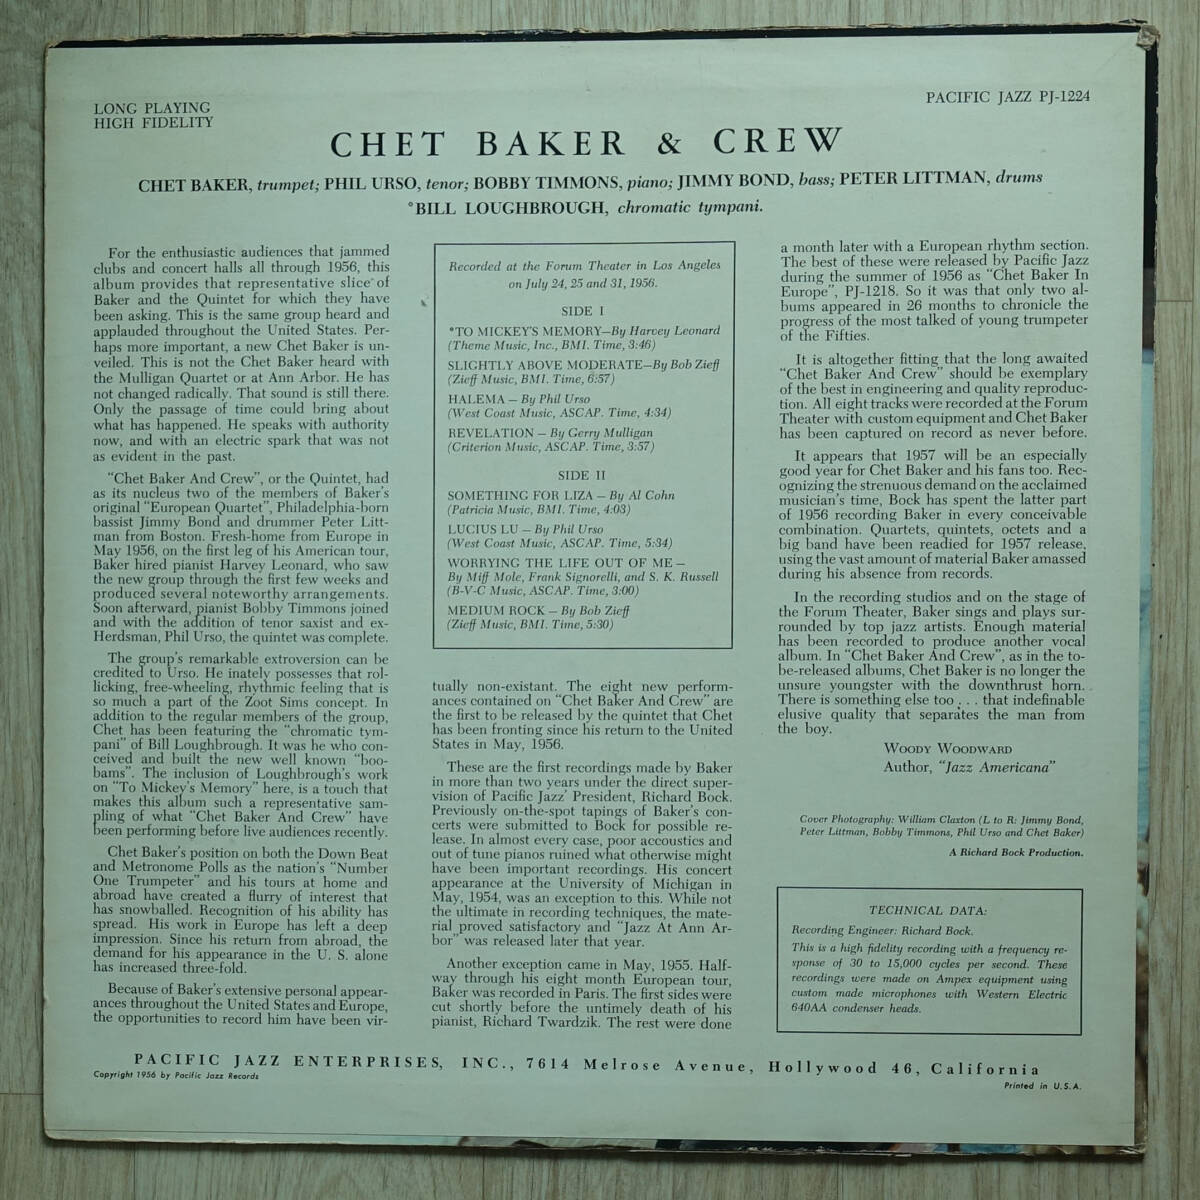 LONG PLAYING
HIGH FIDELITY
PACIFIC JAZZ PJ-1224
CHET BAKER & CREW
CHET BAKER, trumpet; PHIL URSO, tenor; BOBBY TIMMONS, piano; JIMMY BOND, bass; PETER LITTMAN, drums
°BILL LOUGHBROUGH, chromatic tympani.
For the enthusiastic audiences that jammed
clubs and concert halls all through 1956, this
album provides that representative slice of
Baker and the Quintet for which they have
been asking. This is the same group heard and
applauded throughout the United States. Per-
haps more important, a new Chet Baker is un-
veiled. This is not the Chet Baker heard with
the Mulligan Quartet or at Ann Arbor. He has
not changed radically. That sound is still there.
Only the passage of time could bring about
what has happened. He speaks with authority
now, and with an electric spark that was not
as evident in the past.
"Chet Baker And Crew", or the Quintet, had
as its nucleus two of the members of Baker's
original "European Quartet", Philadelphia-born
bassist Jimmy Bond and drummer Peter Litt-
man from Boston. Fresh-home from Europe in
May 1956, on the first leg of his American tour,
Baker hired pianist Harvey Leonard, who saw
the new group through the first few weeks and
produced several noteworthy arrangements.
Soon afterward, pianist Bobby Timmons joined
and with the addition of tenor saxist and ex-
Herdsman, Phil Urso, the quintet was complete.
The group's remarkable extroversion can be
credited to Urso. He inately possesses that rol-
licking, free-wheeling, rhythmic feeling that is
so much a part of the Zoot Sims concept. In
addition to the regular members of the group,
Chet has been featuring the "chromatic tym-
pani" of Bill Loughbrough. It was he who con-
ceived and built the new well known "boo-
bams". The inclusion of Loughbrough's work
on "To Mickey's Memory" here, is a touch that
makes this album such a representative sam-
pling of what "Chet Baker And Crew" have
been performing before live audiences recently.
Chet Baker's position on both the Down Beat
and Metronome Polls as the nation's "Number
One Trumpeter" and his tours at home and
abroad have created a flurry of interest that
has snowballed. Recognition of his ability has
spread. His work in Europe has left a deep
impression. Since his return from abroad, the
demand for his appearance in the U. S. alone
has increased three-fold.
Because of Baker's extensive personal appear-
ances throughout the United States and Europe,
the opportunities to record him have been vir-
Recorded at the Forum Theater in Los Angeles
on July 24, 25 and 31, 1956.
SIDE I
°TO MICKEY'S MEMORY—By Harvey Leonard
(Theme Music, Inc., BMI. Time, 3:46)
SLIGHTLY ABOVE MODERATE—By Bob Zieff
(Zieff Music, BMI. Time, 6:57)
HALEMA — By Phil Urso
(West Coast Music, ASCAP. Time, 4:34)
REVELATION — By Gerry Mulligan
(Criterion Music, ASCAP. Time, 3:57)
SIDE II
SOMETHING FOR LIZA — By Al Cohn
(Patricia Music, BMI. Time, 4:03)
LUCIUS LU — By Phil Urso
(West Coast Music, ASCAP. Time, 5:34)
WORRYING THE LIFE OUT OF ME —
By Miff Mole, Frank Signorelli, and S. K. Russell
(B-V-C Music, ASCAP. Time, 3:00)
MEDIUM ROCK — By Bob Zieff
(Zieff Music, BMI. Time, 5:30)
tually non-existant. The eight new perform-
ances contained on "Chet Baker And Crew" are
the first to be released by the quintet that Chet
has been fronting since his return to the United
States in May, 1956.
These are the first recordings made by Baker
in more than two years under the direct super-
vision of Pacific Jazz' President, Richard Bock.
Previously on-the-spot tapings of Baker's con-
certs were submitted to Bock for possible re-
lease. In almost every case, poor accoustics and
out of tune pianos ruined what otherwise might
have been important recordings. His concert
appearance at the University of Michigan in
May, 1954, was an exception to this. While not
the ultimate in recording techniques, the mate-
rial proved satisfactory and "Jazz At Ann Ar-
bor" was released later that year.
Another exception came in May, 1955. Half-
way through his eight month European tour,
Baker was recorded in Paris. The first sides were
cut shortly before the untimely death of his
pianist, Richard Twardzik. The rest were done
a month later with a European rhythm section.
The best of these were released by Pacific Jazz
during the summer of 1956 as "Chet Baker In
Europe", PJ-1218. So it was that only two al-
bums appeared in 26 months to chronicle the
progress of the most talked of young trumpeter
of the Fifties.
It is altogether fitting that the long awaited
"Chet Baker And Crew" should be exemplary
of the best in engineering and quality reproduc-
tion. All eight tracks were recorded at the Forum
Theater with custom equipment and Chet Baker
has been captured on record as never before.
It appears that 1957 will be an especially
good year for Chet Baker and his fans too. Rec-
ognizing the strenuous demand on the acclaimed
musician's time, Bock has spent the latter part
of 1956 recording Baker in every conceivable
combination. Quartets, quintets, octets and a
big band have been readied for 1957 release,
using the vast amount of material Baker amassed
during his absence from records.
In the recording studios and on the stage of
the Forum Theater, Baker sings and plays sur-
rounded by top jazz artists. Enough material
has been recorded to produce another vocal
album. In "Chet Baker And Crew", as in the to-
be-released albums, Chet Baker is no longer the
unsure youngster with the downthrust horn.
There is something else too . . . that indefinable
elusive quality that separates the man from
the boy.
WOODY WOODWARD
Author, "Jazz Americana"
Cover Photography: William Claxton (L to R: Jimmy Bond,
Peter Littman, Bobby Timmons, Phil Urso and Chet Baker)
A Richard Bock Production.
TECHNICAL DATA:
Recording Engineer: Richard Bock.
This is a high fidelity recording with a frequency re-
sponse of 30 to 15,000 cycles per second. These
recordings were made on Ampex equipment using
custom made microphones with Western Electric
640AA condenser heads.
PACIFIC JAZZ ENTERPRISES, INC., 7614 Melrose Avenue, Hollywood 46, California
Copyright 1956 by Pacific Jazz Records
Printed in U.S.A.